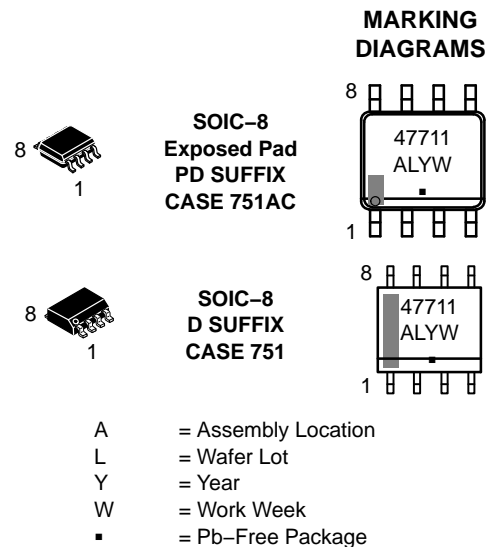 MARKING
DIAGRAMS
8
1
SOIC−8
Exposed Pad
PD SUFFIX
CASE 751AC
8
47711
ALYW
▪
1
8
1
SOIC−8
D SUFFIX
CASE 751
8
47711
ALYW
▪
1
A = Assembly Location
L = Wafer Lot
Y = Year
W = Work Week
▪ = Pb−Free Package